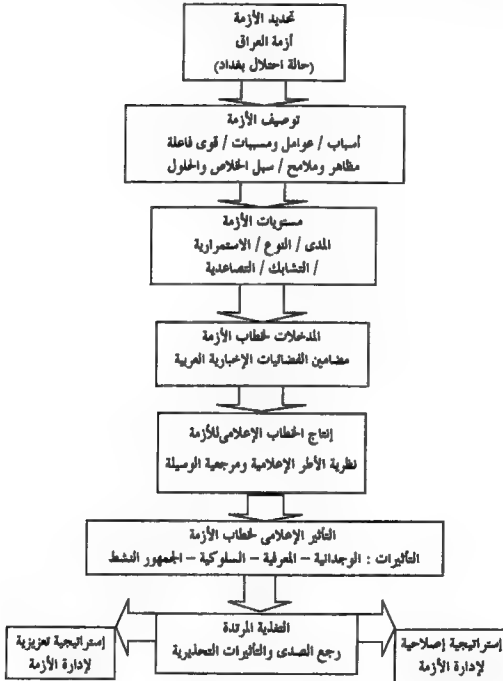 تحديد الأزمة
أزمة العراق
(حالة احتلال بغداد)
توصيف الأزمة
أسباب / عوامل ومسببات / قوى فاعلة
مظاهر وملامح / سبل الخلاص والحلول
مستويات الأزمة
المدى / النوع / الاستمرارية
/ التشابك / التصاعدية
المدخلات لخطاب الأزمة
مضامين الفضائيات الإخبارية العربية
إنتاج الخطاب الإعلامى للأزمة
نظرية الأطر الإعلامية ومرجعية الوسيلة
التأثير الإعلامى لخطاب الأزمة
التأثيرات : الوجدانية – المعرفية – السلوكية – الجمهور النشط
التغذية المرتدة
رجع الصدى والتأثيرات التحذيرية
إستراتيجية إصلاحية
لإدارة الأزمة
إستراتيجية تعزيزية
لإدارة الأزمة